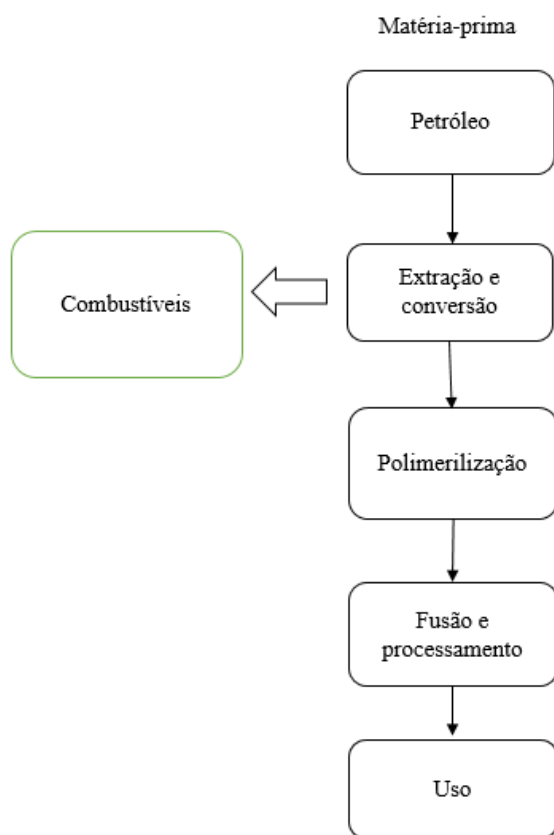 Matéria-prima
Petróleo
Combustíveis
Extração e
conversão
Polimerilização
Fusão e
processamento
Uso